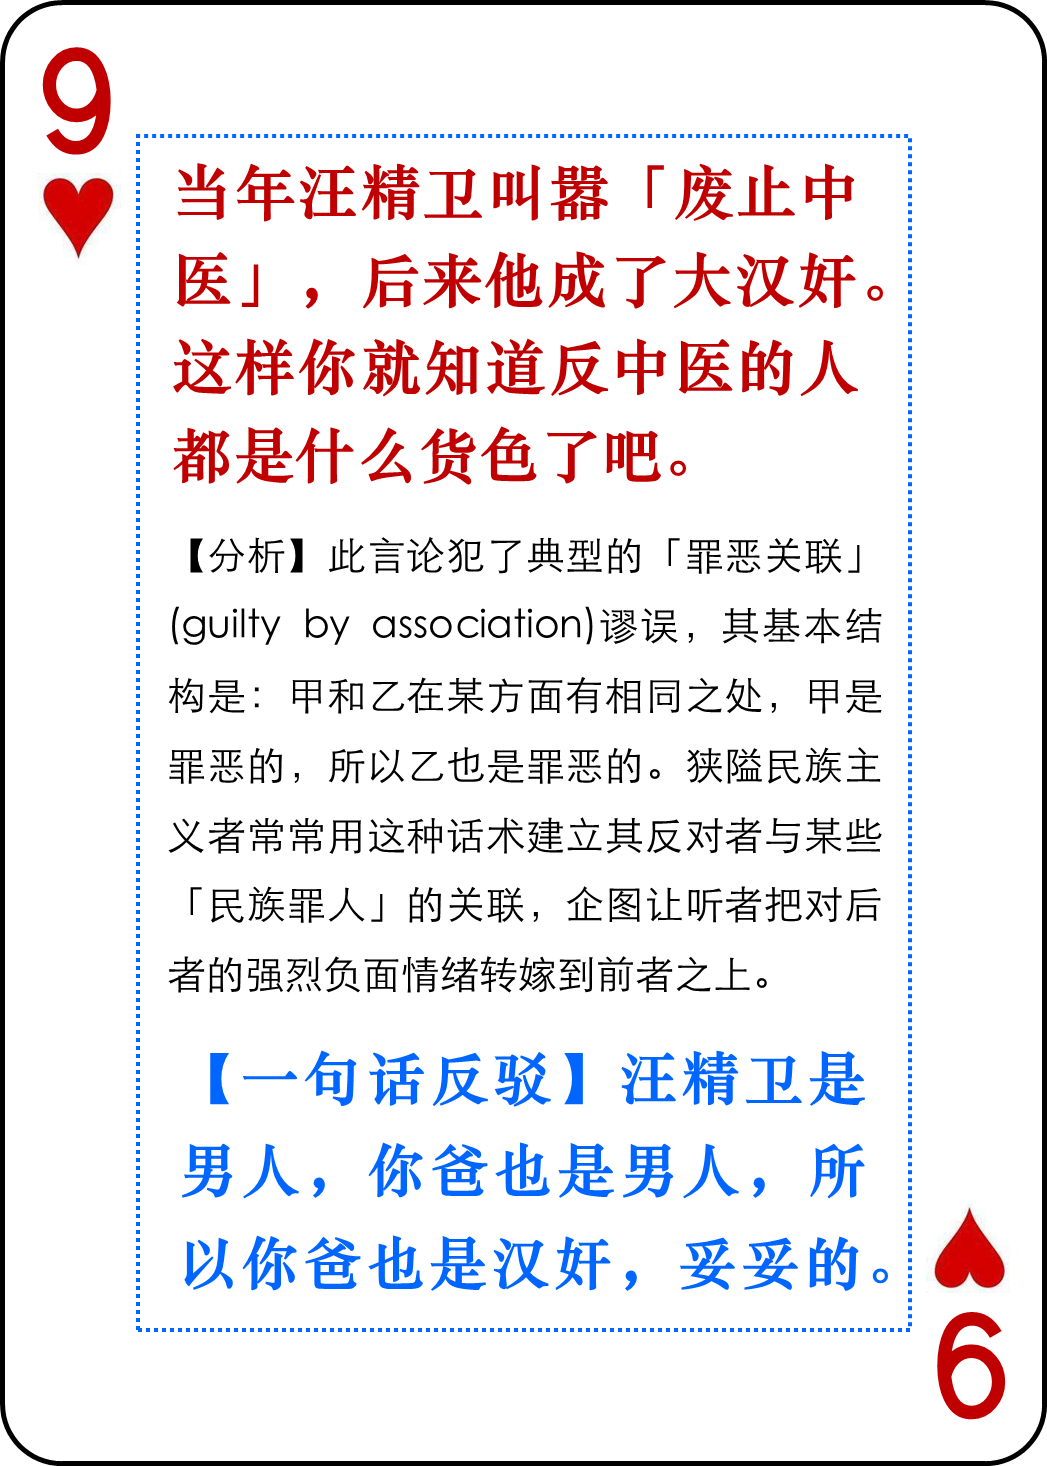 9
当年汪精卫叫嚣「废止中
医」，后来他成了大汉奸。
这样你就知道反中医的人
都是什么货色了吧。
【分析】此言论犯了典型的「罪恶关联」
(guilty by association)谬误，其基本结
构是：甲和乙在某方面有相同之处，甲是
罪恶的，所以乙也是罪恶的。狭隘民族主
义者常常用这种话术建立其反对者与某些
「民族罪人」的关联，企图让听者把对后
者的强烈负面情绪转嫁到前者之上。
【一句话反驳】汪精卫是
男人，你爸也是男人，所
以你爸也是汉奸，妥妥的。
9